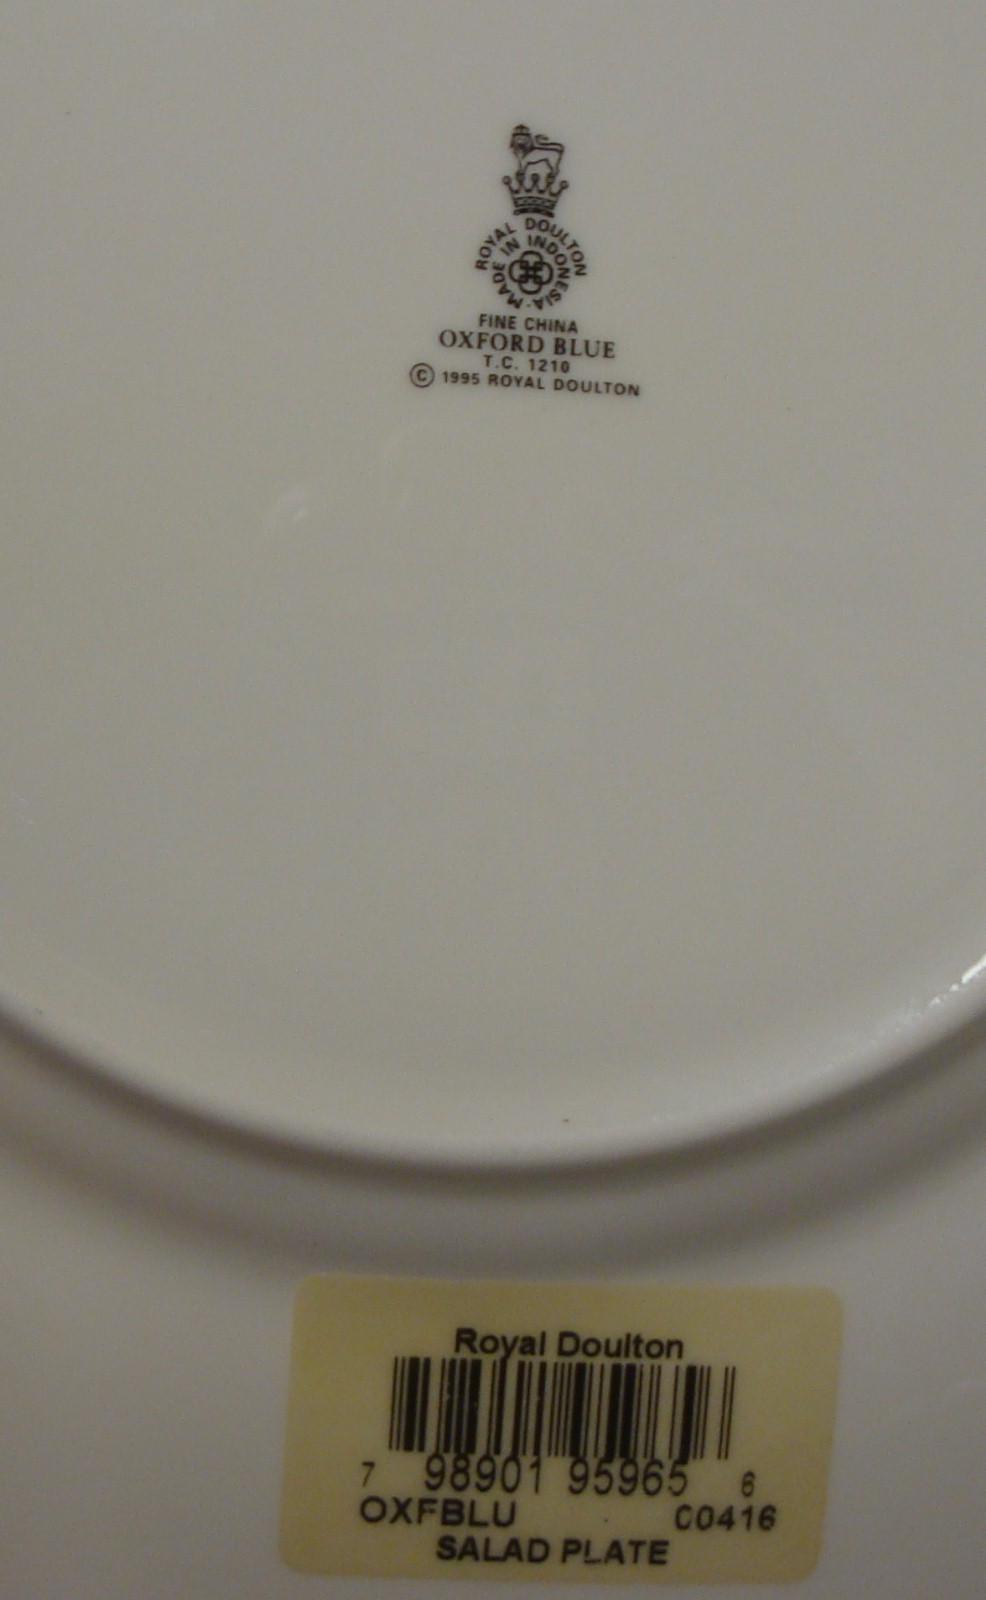 ROYAL DOULTON
MADE IN INDONESIA
FINE CHINA
OXFORD BLUE
T.C. 1210
© 1995 ROYAL DOULTON
Royal Doulton
7 98901 95965 6
OXFBLU 00416
SALAD PLATE